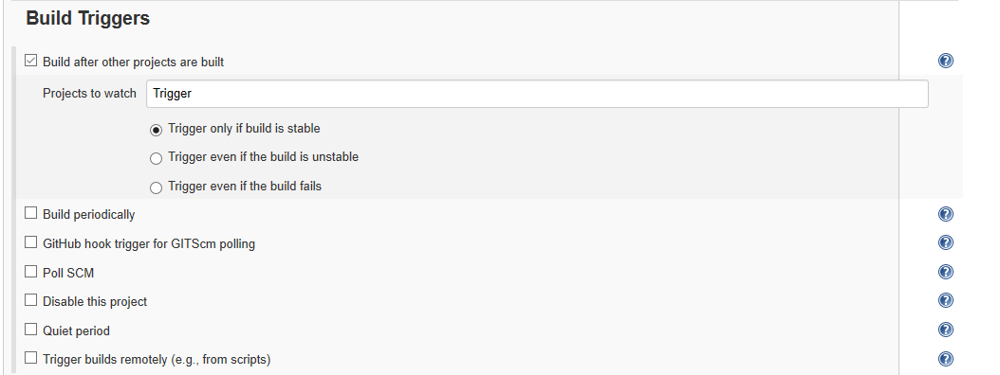 Build Triggers
Build after other projects are built
Projects to watch Trigger
Trigger only if build is stable
Trigger even if the build is unstable
Trigger even if the build fails
Build periodically
GitHub hook trigger for GITScm polling
Poll SCM
Disable this project
Quiet period
Trigger builds remotely (e.g., from scripts)